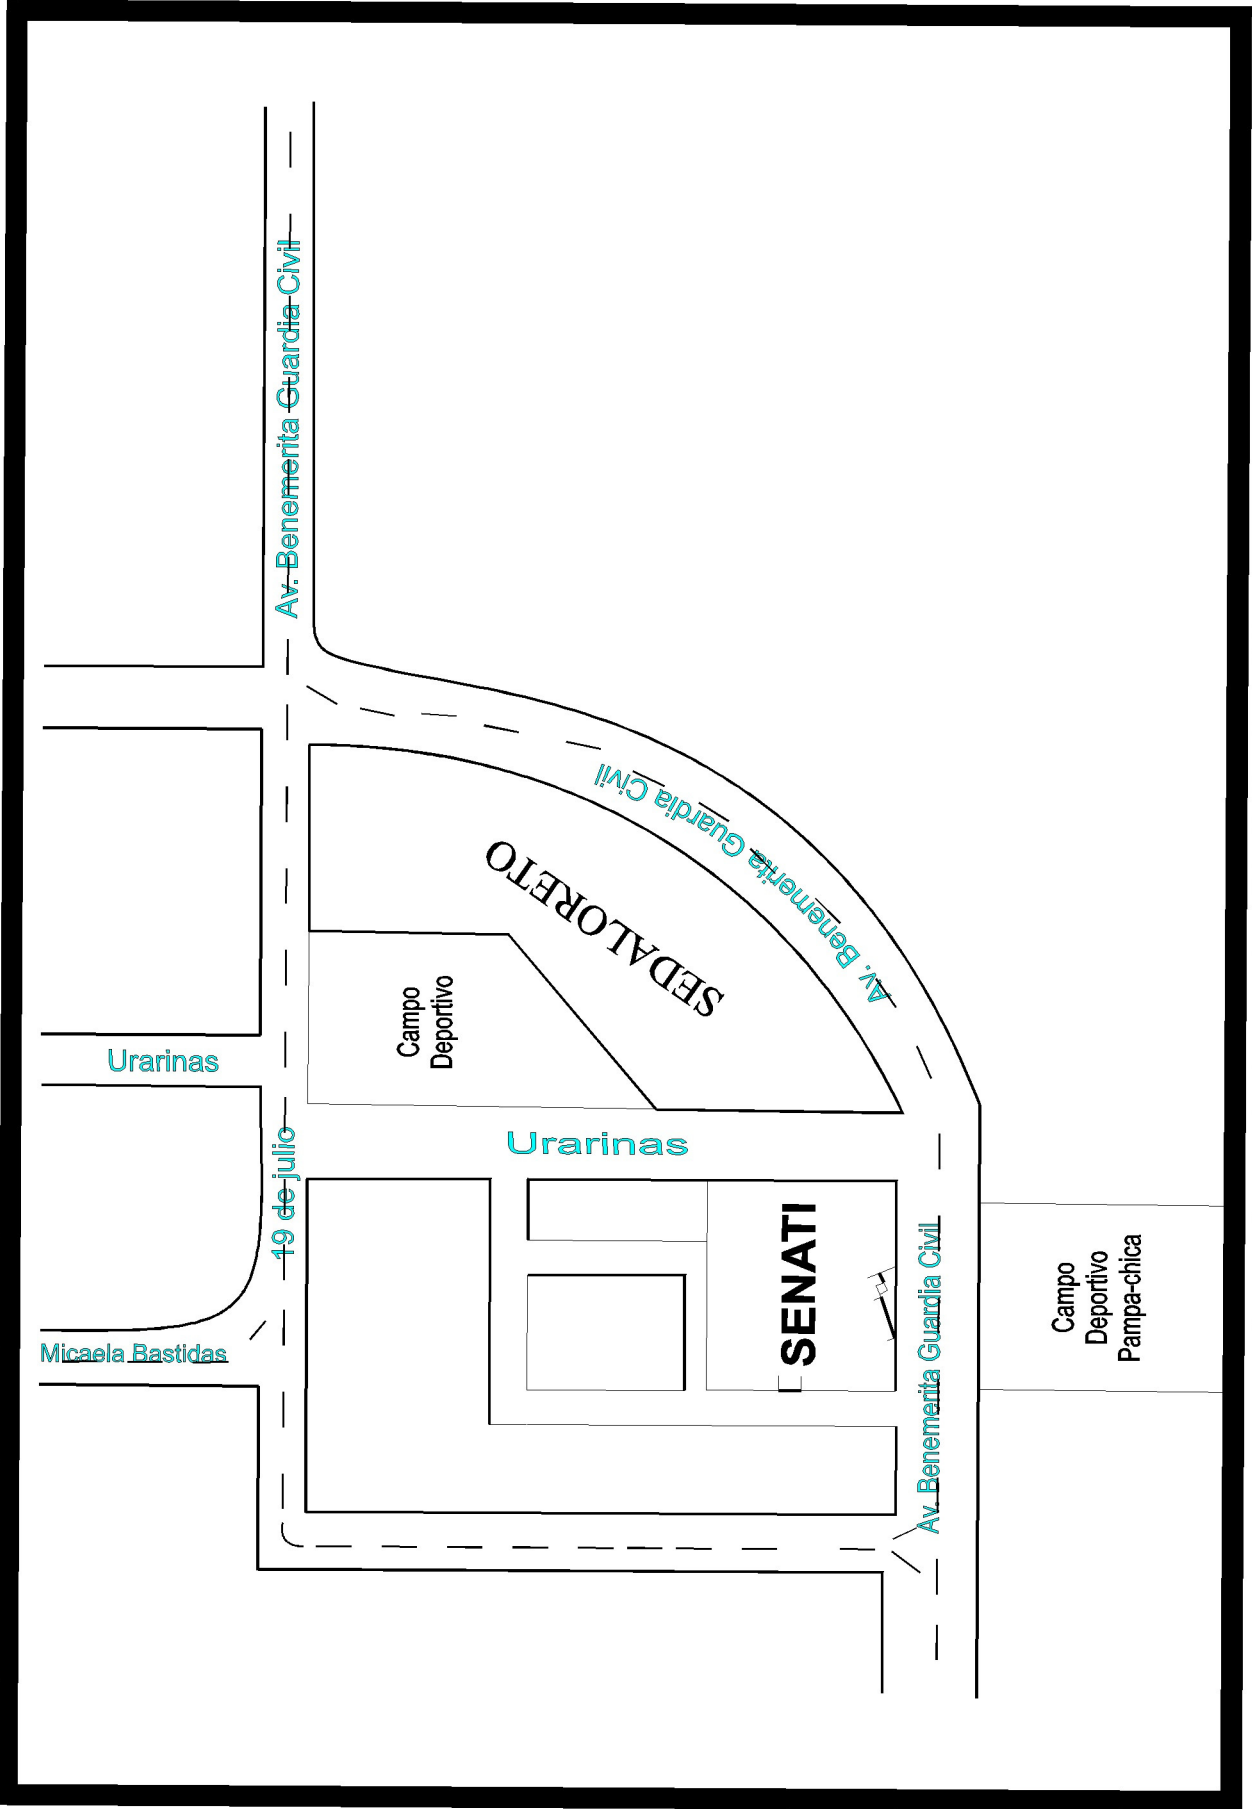 Av. Benemerita Guardia Civil
Av. Benemerita Guardia Civil
SEDALORETO
Campo
Deportivo
Urarinas
Urarinas
19 de julio
SENATI
Av. Benemerita Guardia Civil
Campo
Deportivo
Pampa-chica
Micaela Bastidas